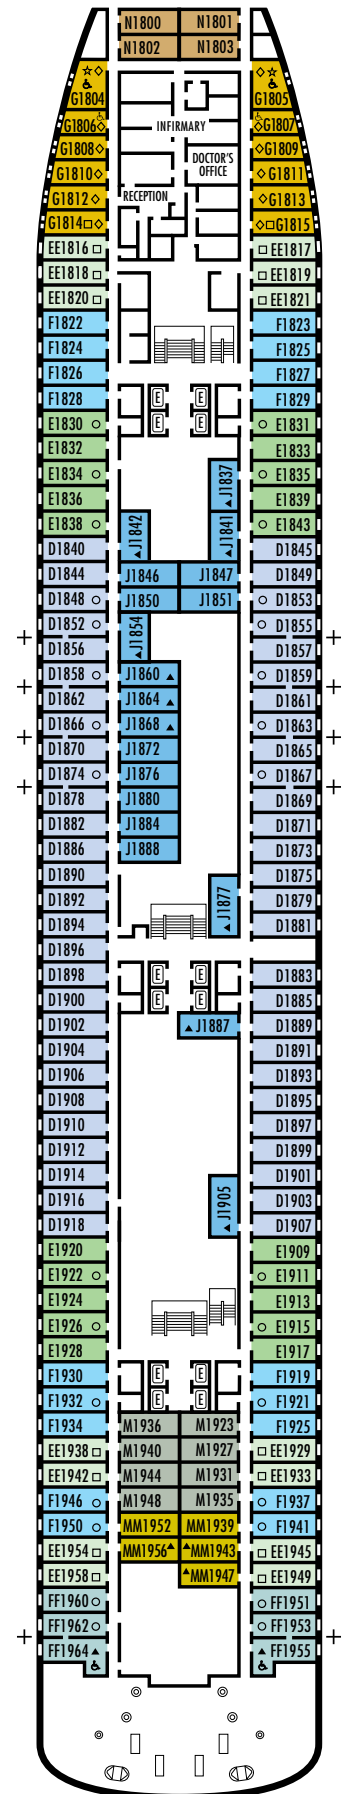 N1800 N1801
N1802 N1803
G1804 G1805
G1806 INFIRMARY G1807
G1808 DOCTOR'S G1809
OFFICE
G1810 G1811
G1812 RECEPTION G1813
G1814 G1815
EE1816 EE1817
EE1818 EE1819
EE1820 EE1821
F1822 F1823
F1824 F1825
F1826 F1827
F1828 E E F1829
E1830 E E E1831
E1832 E1833
E1834 J1837 E1835
E1836 E1839
E1838 J1842 J1841 E1843
D1840 D1845
D1844 J1846 J1847 D1849
D1848 J1850 J1851 D1853
D1852 J1854 D1855
D1856 D1857
D1858 J1860 D1859
D1862 J1864 D1861
D1866 J1868 D1863
D1870 J1872 D1865
D1874 J1876 D1867
D1878 J1880 D1869
D1882 J1884 D1871
D1886 J1888 D1873
D1890 D1875
D1892 J1877 D1879
D1894 D1881
D1896
D1898 E E D1883
D1900 E E D1885
D1902 J1887 D1889
D1904 D1891
D1906 D1893
D1908 D1895
D1910 D1897
D1912 D1899
D1914 D1901
D1916 J1905 D1903
D1918 D1907
E1920 E1909
E1922 E1911
E1924 E1913
E1926 E1915
E1928 E1917
F1930 E E F1919
F1932 E E F1921
F1934 M1936 M1923 F1925
EE1938 M1940 M1927 EE1929
EE1942 M1944 M1931 EE1933
F1946 M1948 M1935 F1937
F1950 MM1952 MM1939 F1941
EE1954 MM1956 MM1943 EE1945
EE1958 MM1947 EE1949
FF1960 FF1951
FF1962 FF1953
FF1964 FF1955